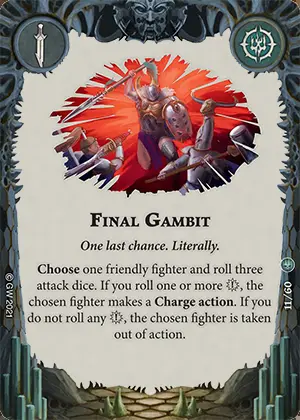 FINAL GAMBIT
One last chance. Literally.
Choose one friendly fighter and roll three
attack dice. If you roll one or more , the
chosen fighter makes a Charge action. If you
do not roll any , the chosen fighter is taken
out of action.
© GW 2021
11/60